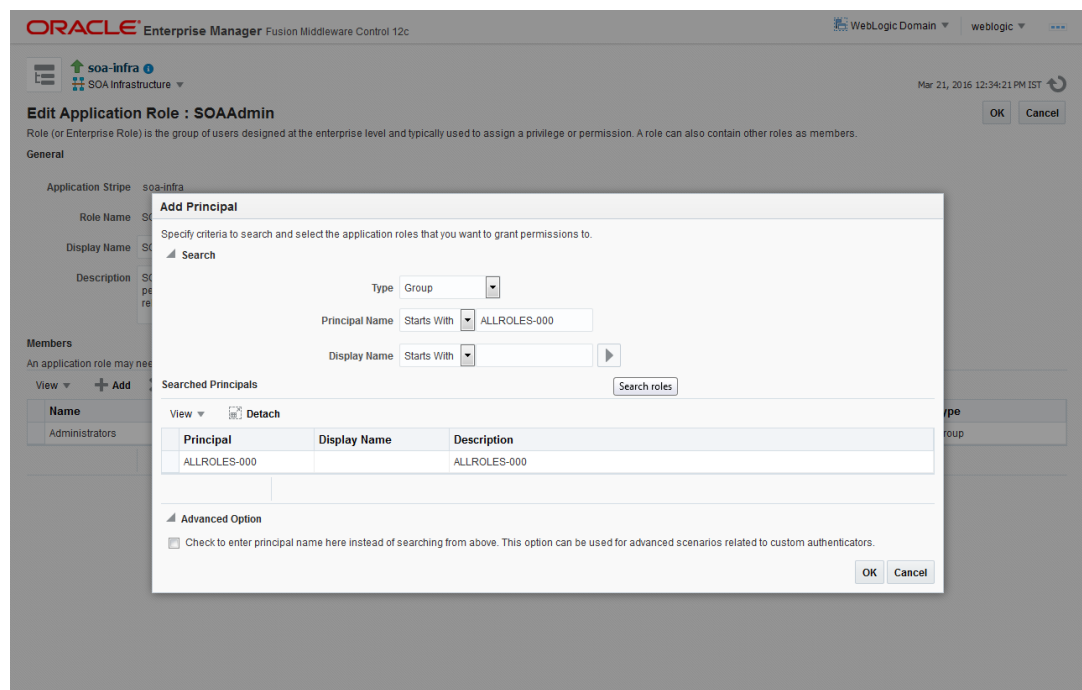 ORACLE Enterprise Manager Fusion Middleware Control 12c
WebLogic Domain weblogic
soa-infra
SOA Infrastructure
Mar 21, 2016 12:34:21 PM IST
Edit Application Role : SOAAdmin
OK Cancel
Role (or Enterprise Role) is the group of users designed at the enterprise level and typically used to assign a privilege or permission. A role can also contain other roles as members.
General
Application Stripe soa-infra
Role Name
Display Name
Description
Members
An application role may nee
View Add
Name ype
Administrators roup
Add Principal
Specify criteria to search and select the application roles that you want to grant permissions to.
Search
Type Group
Principal Name Starts With ALLROLES-000
Display Name Starts With
Searched Principals
Search roles
View Detach
Principal Display Name Description
ALLROLES-000 ALLROLES-000
Advanced Option
Check to enter principal name here instead of searching from above. This option can be used for advanced scenarios related to custom authenticators.
OK Cancel